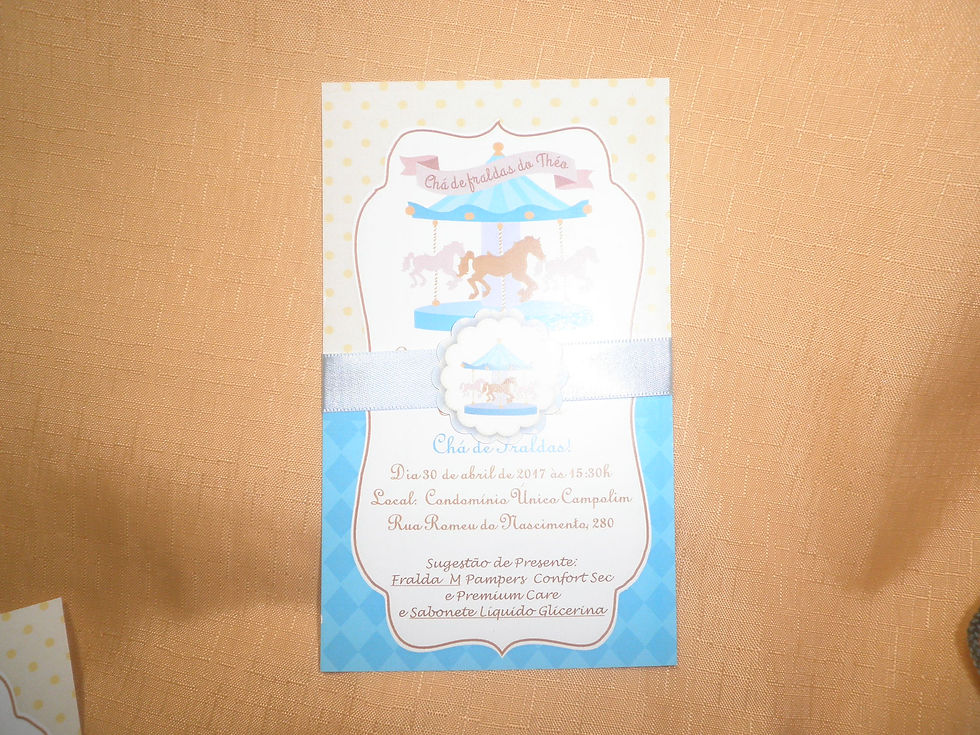 Chá de fraldas do Théo
Chá de Fraldas!
Dia 30 de abril de 2017 às 15:30h
Local: Condomínio Único Campolim
Rua Romeu do Nascimento, 280
Sugestão de Presente:
Fralda M Pampers Confort Sec
e Premium Care
e Sabonete Liquido Glicerina